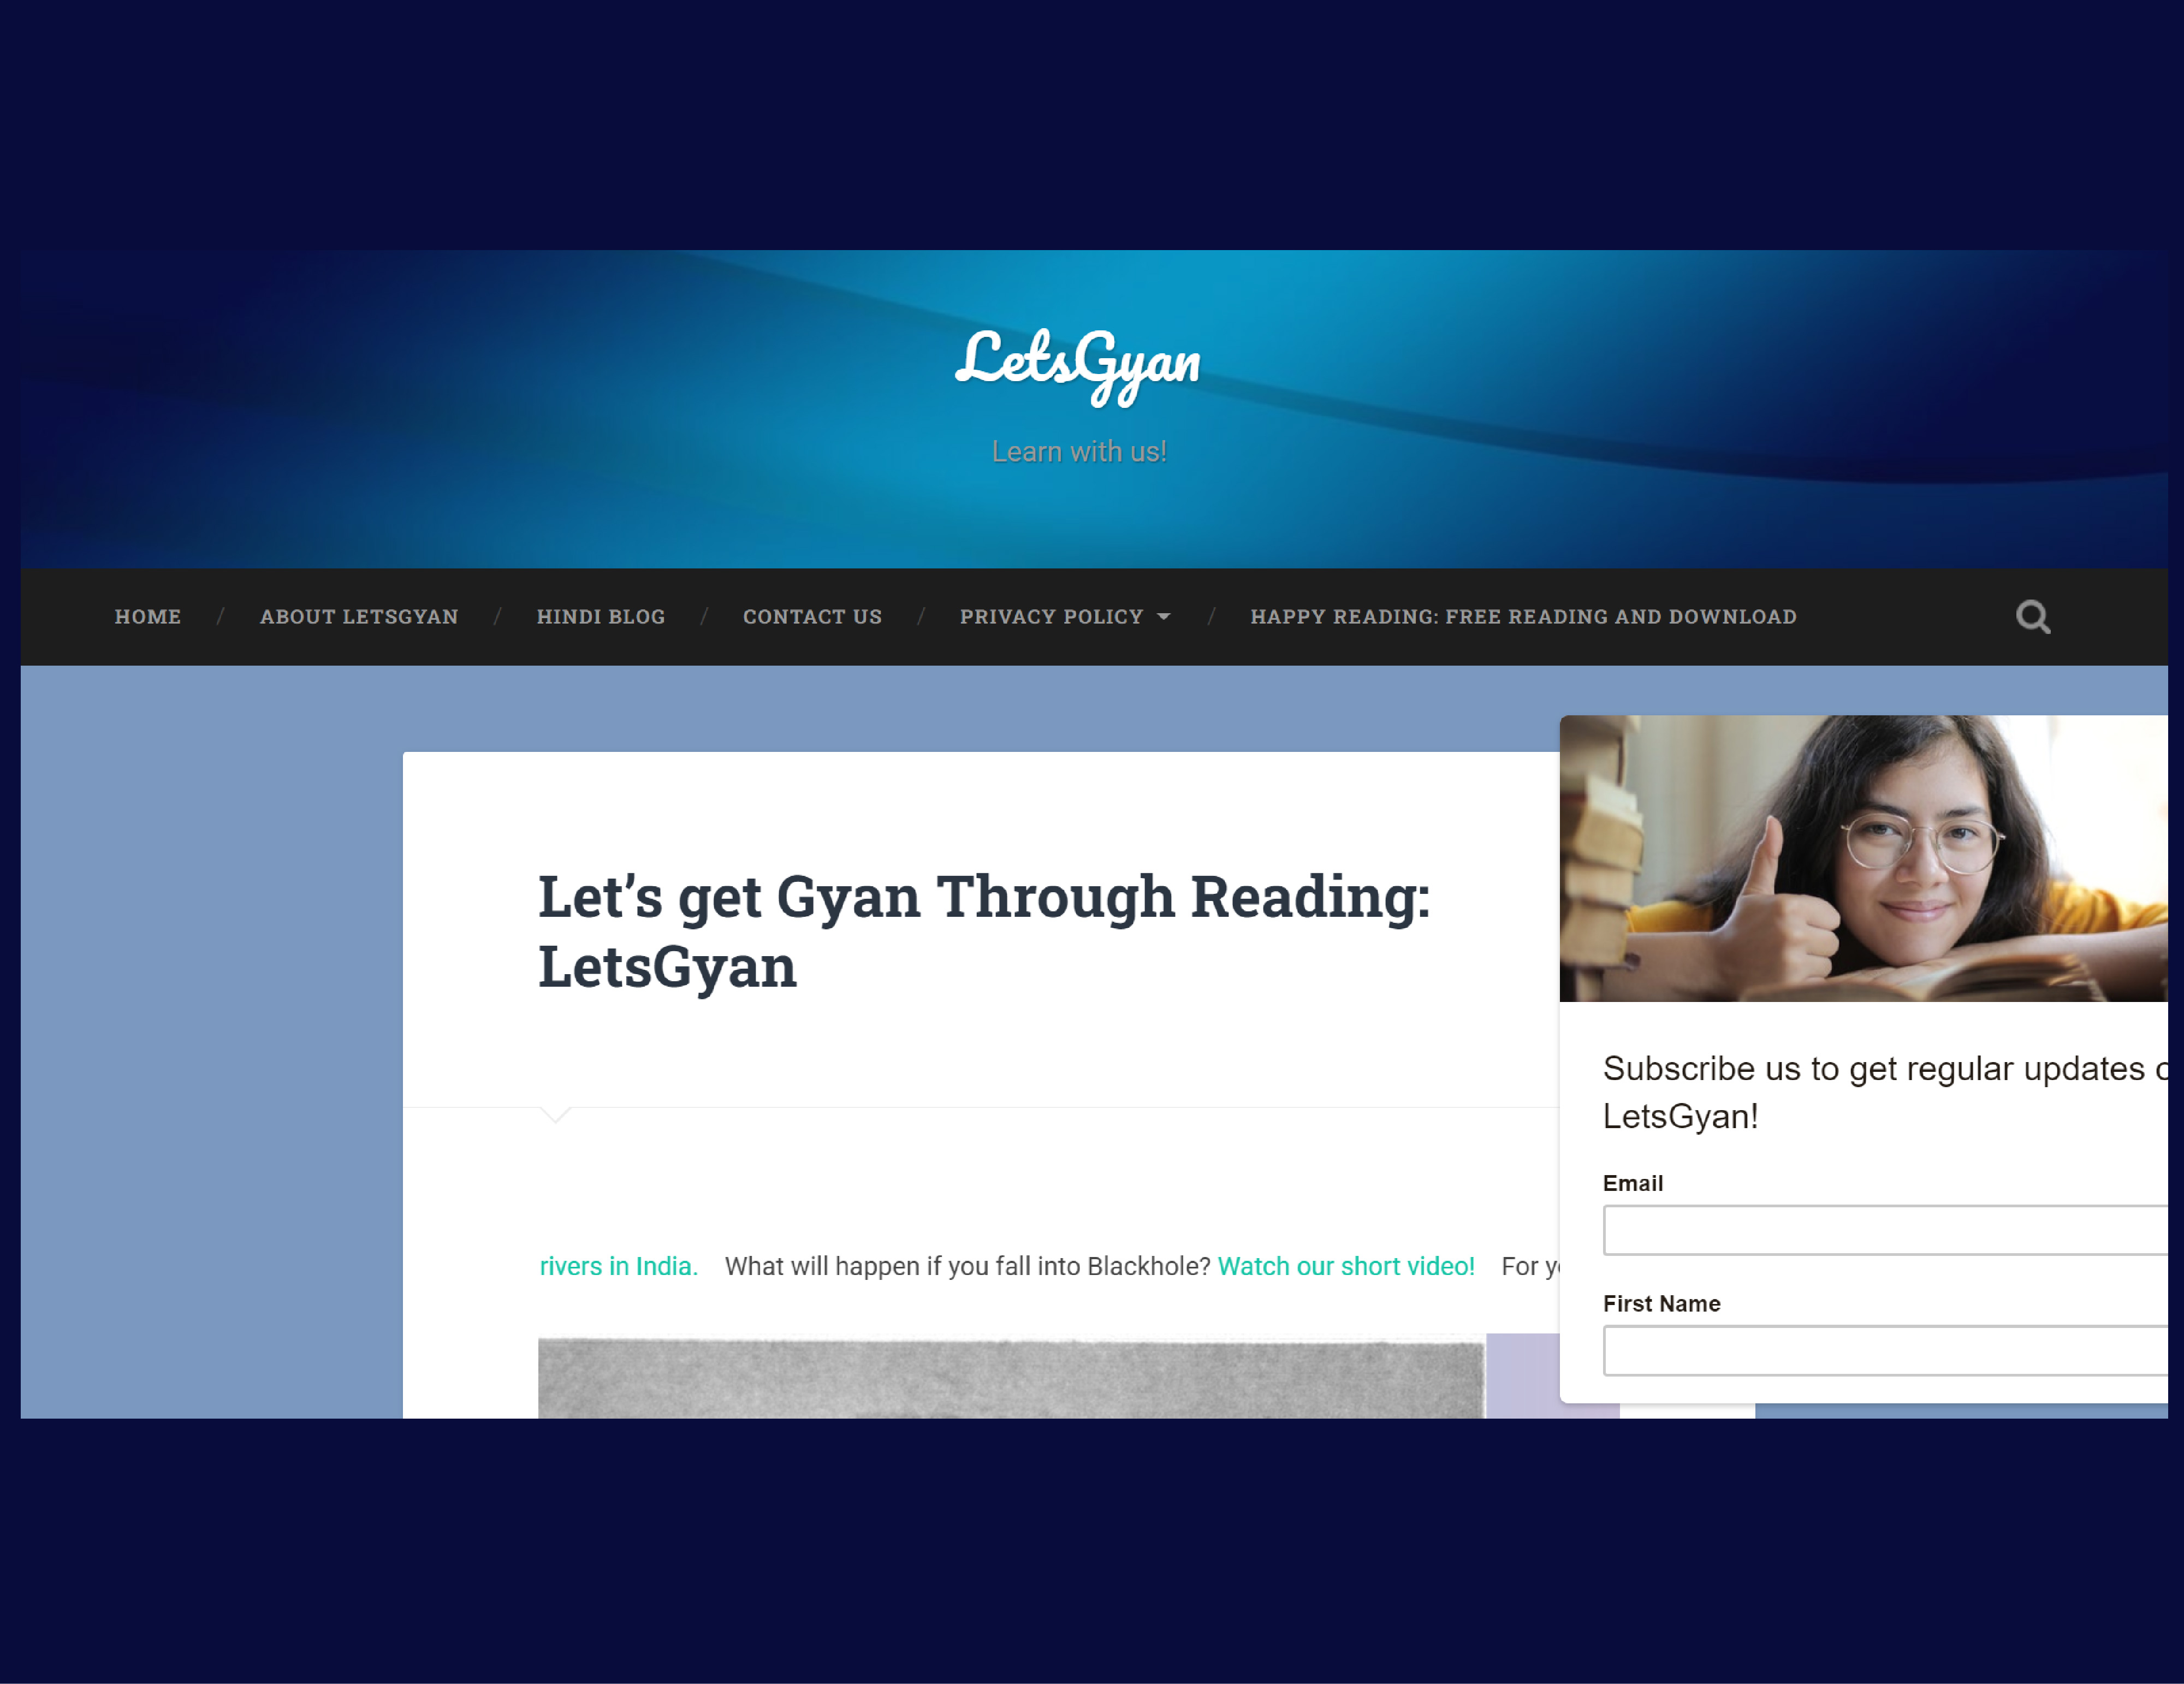 LetsGyan
Learn with us!
HOME / ABOUT LETSGYAN / HINDI BLOG / CONTACT US / PRIVACY POLICY / HAPPY READING: FREE READING AND DOWNLOAD
Let’s get Gyan Through Reading:
LetsGyan
rivers in India. What will happen if you fall into Blackhole? Watch our short video! For
Subscribe us to get regular updates
LetsGyan!
Email
First Name